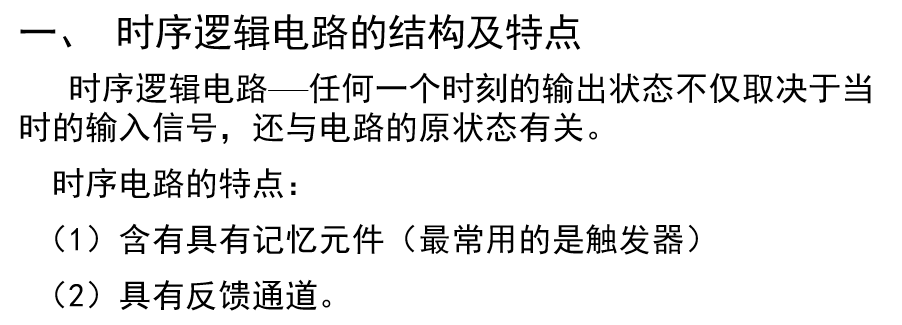 一、 时序逻辑电路的结构及特点
时序逻辑电路──任何一个时刻的输出状态不仅取决于当
时的输入信号，还与电路的原状态有关。
时序电路的特点：
（1）含有具有记忆元件（最常用的是触发器）
（2）具有反馈通道。